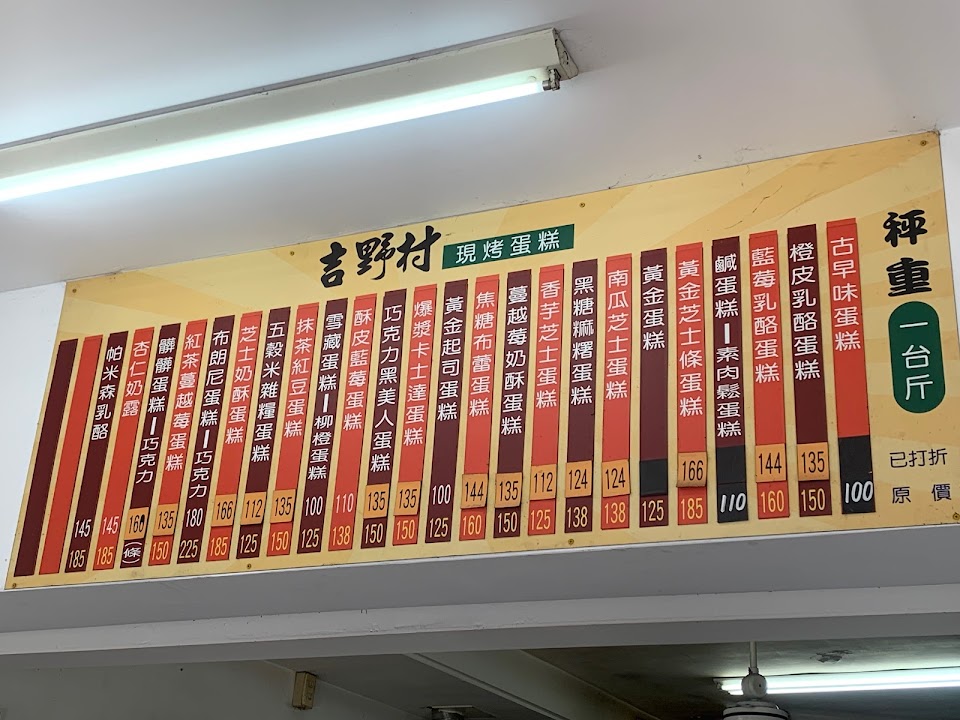 吉野村
現烤蛋糕
秤重
一台斤
已打折
原價
古早味蛋糕
100
橙皮乳酪蛋糕
135
150
藍莓乳酪蛋糕
144
160
鹹蛋糕ー素肉鬆蛋糕
110
黃金芝士條蛋糕
166
185
黃金蛋糕
125
南瓜芝士蛋糕
124
138
黑糖麻糬蛋糕
124
138
香芋芝士蛋糕
112
125
蔓越莓奶酥蛋糕
135
150
焦糖布蕾蛋糕
144
160
黃金起司蛋糕
100
125
爆漿卡士達蛋糕
135
150
巧克力黑美人蛋糕
135
150
酥皮藍莓蛋糕
110
138
雪藏蛋糕ー柳橙蛋糕
100
125
抹茶紅豆蛋糕
135
150
五穀米雜糧蛋糕
112
125
芝士奶酥蛋糕
166
185
布朗尼蛋糕ー巧克力
180
225
紅茶蔓越莓蛋糕
135
150
髒髒蛋糕ー巧克力
160
(條)
杏仁奶露
145
185
帕米森乳酪
145
185